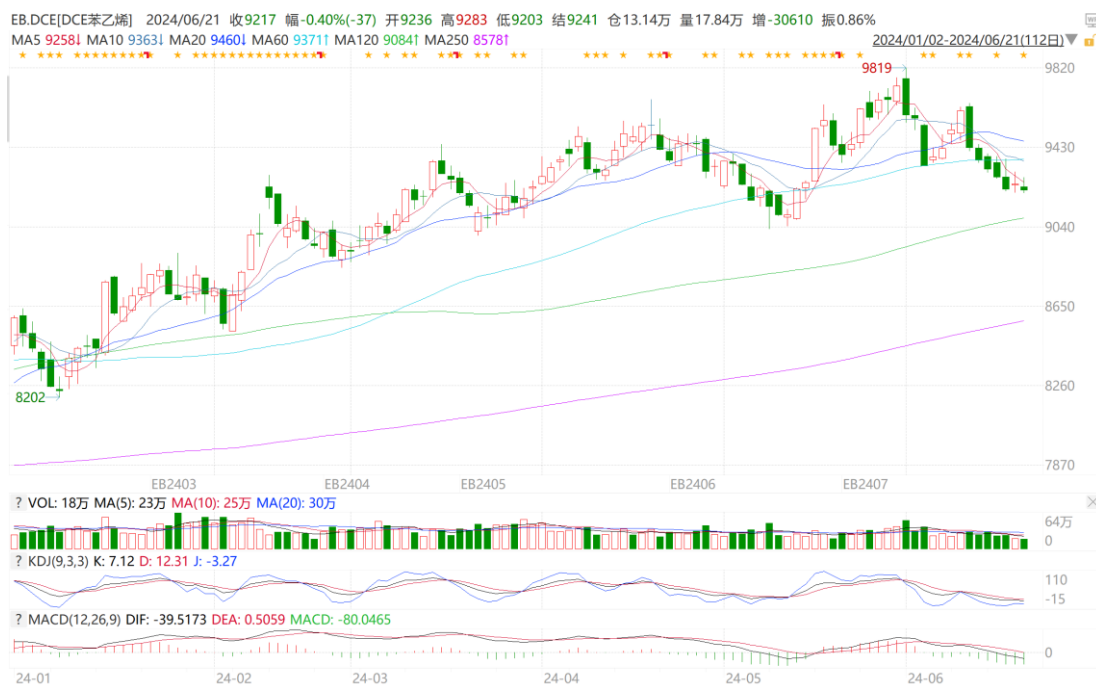 EB.DCE[DCE苯乙烯] 2024/06/21 收9217 幅-0.40%(-37) 开9236 高9283 低9203 结9241 仓13.14万 量17.84万 增-30610 振0.86%
MA5 9258↓ MA10 9363↓ MA20 9460↓ MA60 9371↑ MA120 9084↑ MA250 8578↑
2024/01/02-2024/06/21(112日)▼
9819
9820
9430
9040
8650
8202
8260
7870
EB2403 EB2404 EB2405 EB2406 EB2407
? VOL: 18万 MA(5): 23万 MA(10): 25万 MA(20): 30万
64万
0
? KDJ(9,3,3) K: 7.12 D: 12.31 J: -3.27
110
-15
? MACD(12,26,9) DIF: -39.5173 DEA: 0.5059 MACD: -80.0465
0
24-01 24-02 24-03 24-04 24-05 24-06